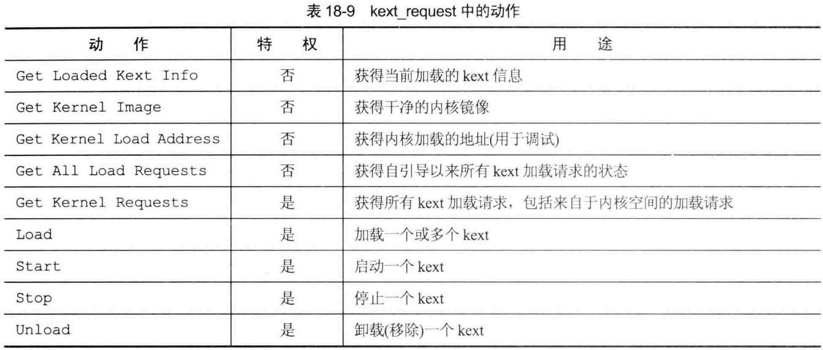 表 18-9 kext_request 中的动作
动 作 特 权 用 途
Get Loaded Kext Info 否 获得当前加载的 kext 信息
Get Kernel Image 否 获得干净的内核镜像
Get Kernel Load Address 否 获得内核加载的地址(用于调试)
Get All Load Requests 否 获得自引导以来所有 kext 加载请求的状态
Get Kernel Requests 是 获得所有 kext 加载请求，包括来自于内核空间的加载请求
Load 是 加载一个或多个 kext
Start 是 启动一个 kext
Stop 是 停止一个 kext
Unload 是 卸载(移除)一个 kext